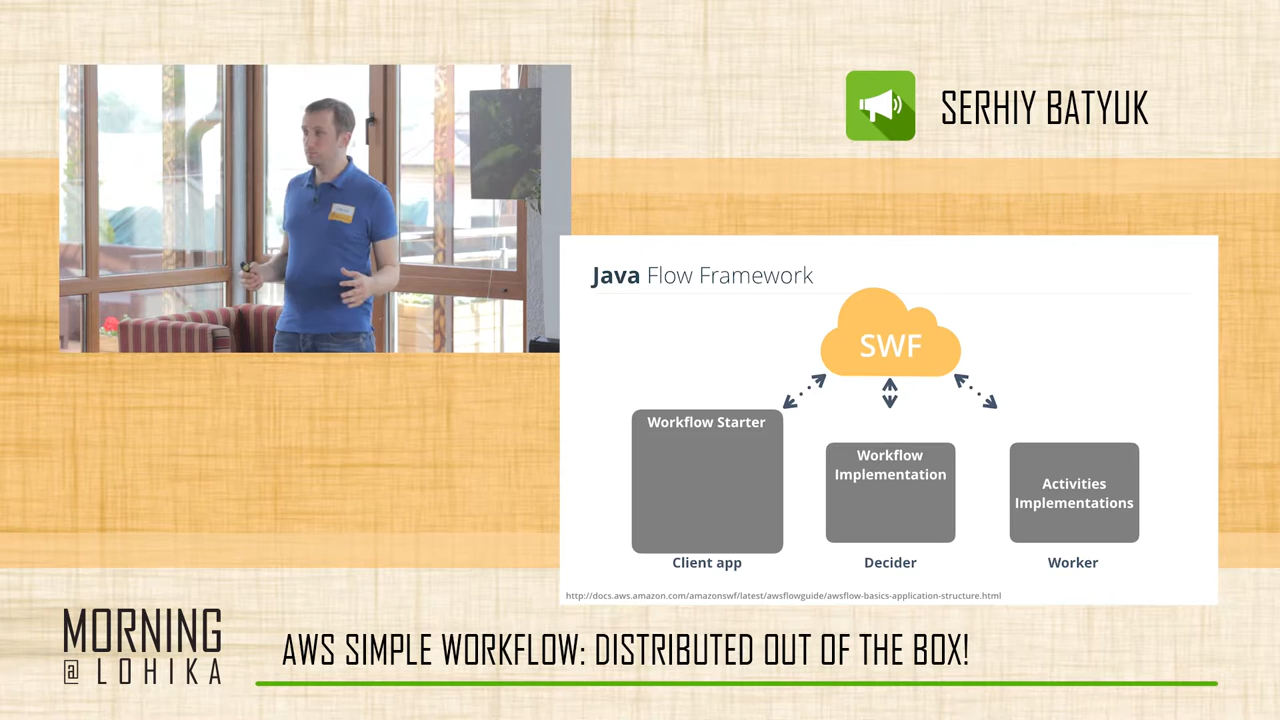 SERHIY BATYUK
Java Flow Framework
SWF
Workflow Starter
Workflow
Implementation
Activities
Implementations
Client app
Decider
Worker
http://docs.aws.amazon.com/amazonswf/latest/awsflowguide/awsflow-basics-application-structure.html
MORNING
@ LOHIKA
AWS SIMPLE WORKFLOW: DISTRIBUTED OUT OF THE BOX!